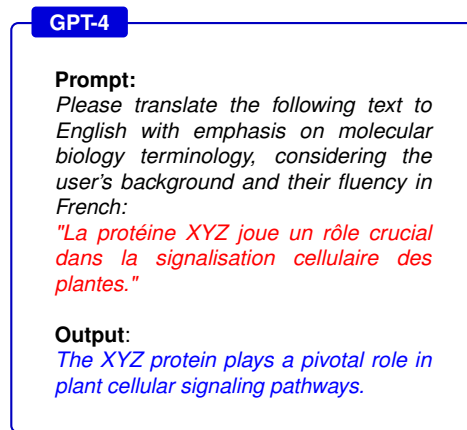 GPT-4
Prompt:
Please translate the following text to
English with emphasis on molecular
biology terminology, considering the
user's background and their fluency in
French:
"La protéine XYZ joue un rôle crucial
dans la signalisation cellulaire des
plantes."
Output:
The XYZ protein plays a pivotal role in
plant cellular signaling pathways.